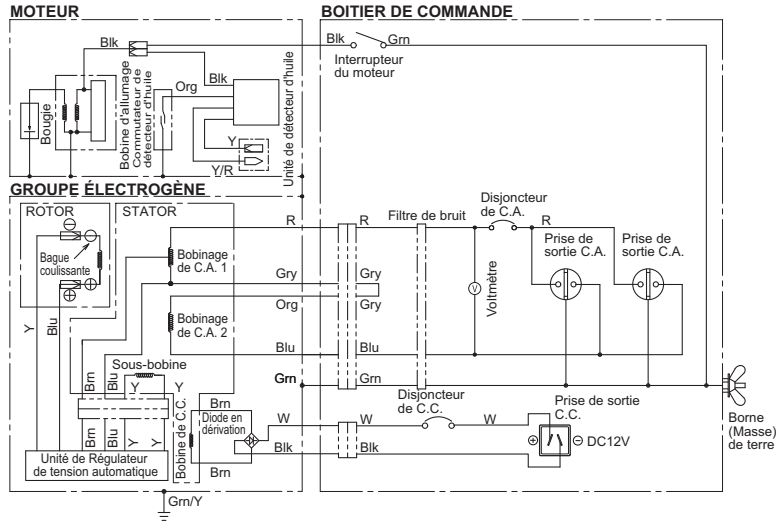 MOTEUR
BOITIER DE COMMANDE
Blk
Blk
Grn
Interrupteur
du moteur
Bougie
Bobine d'allumage
Commutateur de
détecteur d'huile
Org
Blk
Y
Y/R
Unité de détecteur d'huile
GROUPE ÉLECTROGÈNE
ROTOR
STATOR
⊖
Bague
coulissante
⊕
Y
Blu
R
R
Filtre de bruit
Disjoncteur
de C.A.
R
Prise de
sortie C.A.
Prise de
sortie C.A.
Bobinage
de C.A. 1
V
Voltmètre
Gry
Gry
Org
Gry
Bobinage
de C.A. 2
Blu
Blu
Sous-bobine
Brn
Blu
Y
Y
Grn
Grn
Brn
Blu
Y
Y
Unité de Régulateur
de tension automatique
Bobine de C.C.
Brn
Diode en
dérivation
Brn
W
W
Disjoncteur
de C.C.
W
Prise de sortie
C.C.
Blk
Blk
⊕
⊖ DC12V
Borne
(Masse)
de terre
Grn/Y